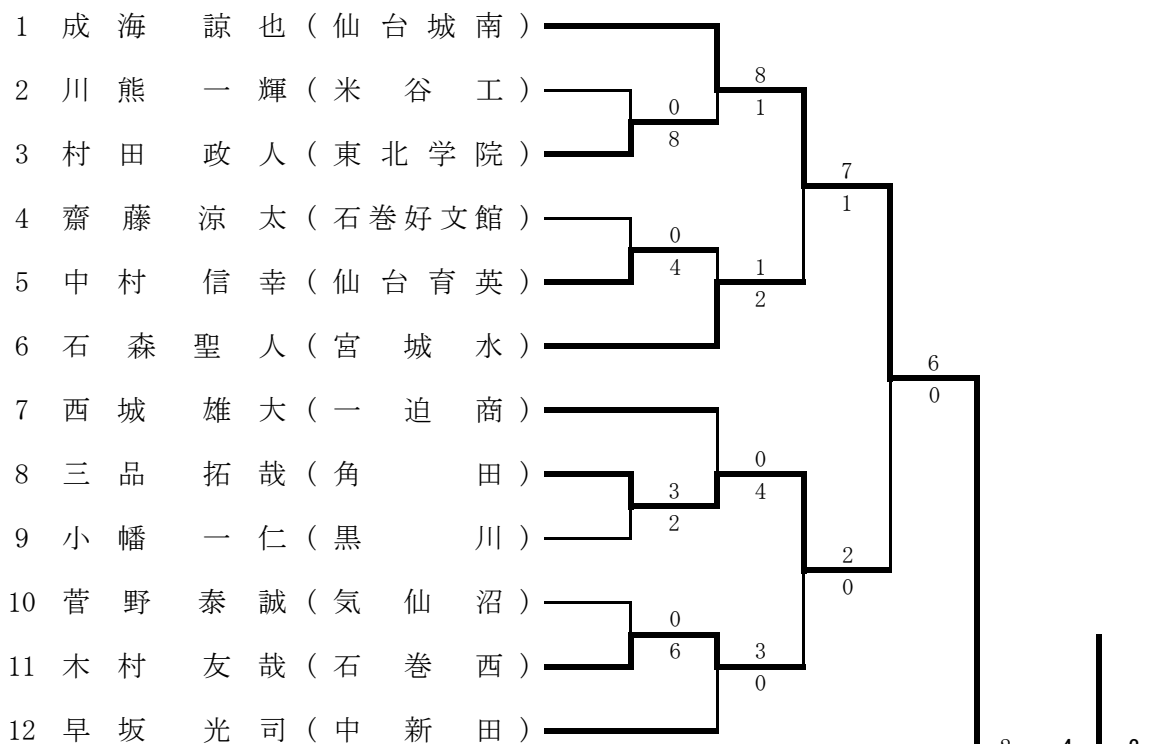 1 成海 諒也(仙台城南)
8
2 川熊 一輝(米谷工)
0 1
8
3 村田 政人(東北学院)
7
1
4 齋藤 涼太(石巻好文館)
0
4 1
5 中村 信幸(仙台育英)
2
6 石森聖人(宮城水)
6
0
7 西城 雄大(一迫商)
0
8 三品 拓哉(角田)
3 4
2
9 小幡 一仁(黒川)
2
0
10 菅野 泰誠(気仙沼)
0
6 3
11 木村 友哉(石巻西)
0
12 早坂 光司(中新田)